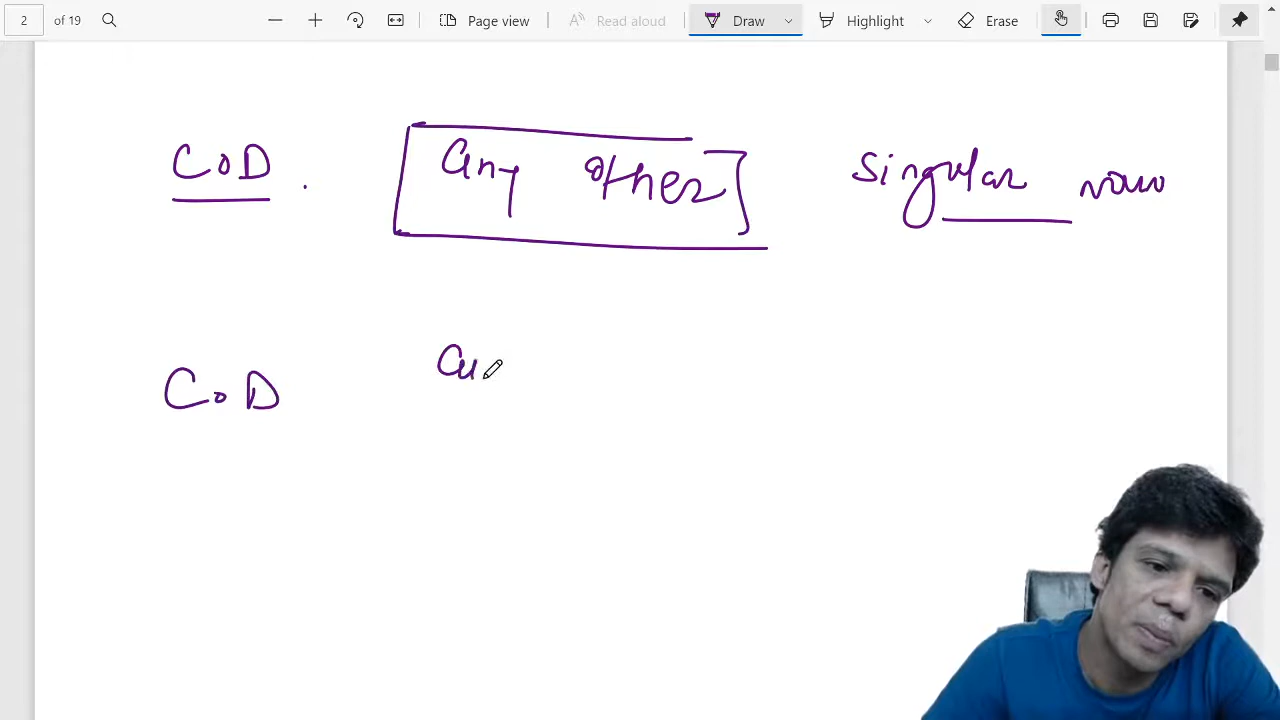 2 of 19 Page view Read aloud Draw Highlight Erase
CoD. any other Singular noun
CoD